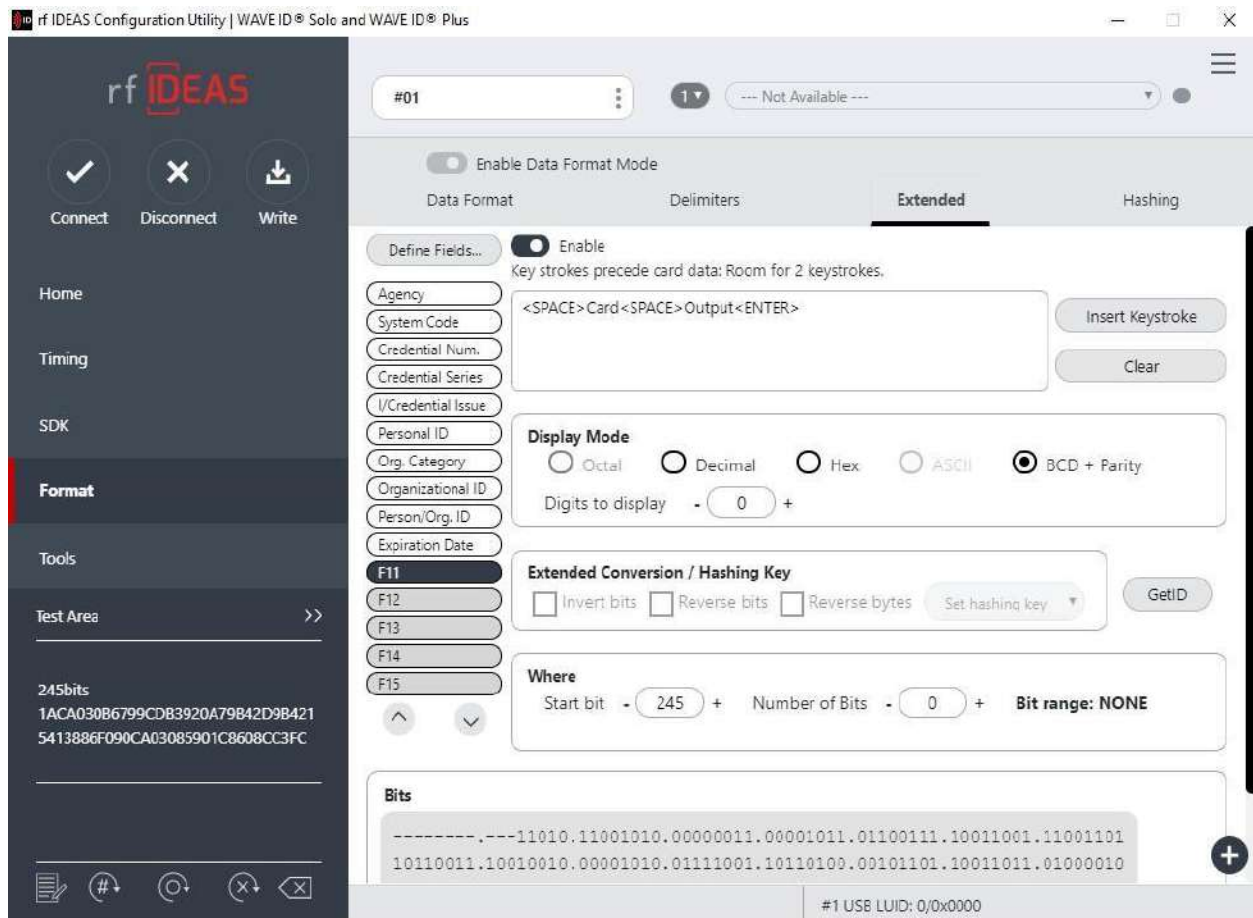 rf IDEAS Configuration Utility | WAVE ID® Solo and WAVE ID® Plus
rf IDEAS
Connect Disconnect Write
Home
Timing
SDK
Format
Tools
Test Area >>
245bits
1ACA030B6799CDB3920A79B42D9B421
5413886F090CA03085901C8608CC3FC
#01
1 --- Not Available ---
Enable Data Format Mode
Data Format Delimiters Extended Hashing
Define Fields...
Agency
System Code
Credential Num.
Credential Series
I/Credential Issue
Personal ID
Org. Category
Organizational ID
Person/Org. ID
Expiration Date
F11
F12
F13
F14
F15
Enable
Key strokes precede card data: Room for 2 keystrokes.
<SPACE>Card<SPACE>Output<ENTER>
Insert Keystroke
Clear
Display Mode
Octal Decimal Hex ASCII BCD + Parity
Digits to display - 0 +
Extended Conversion / Hashing Key
Invert bits Reverse bits Reverse bytes Set hashing key
GetID
Where
Start bit - 245 + Number of Bits - 0 + Bit range: NONE
Bits
--------.---11010.11001010.00000011.00001011.01100111.10011001.11001101
10110011.10010010.00001010.01111001.10110100.00101101.10011011.01000010
#1 USB LUID: 0/0x0000